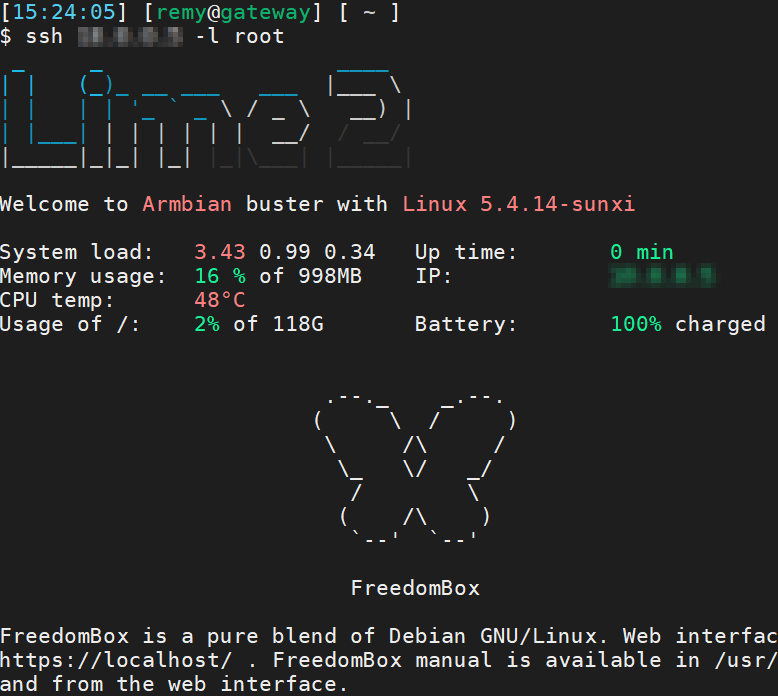 [15:24:05] [remy@gateway] [ ~ ]
$ ssh -l root
Lime 2
Welcome to Armbian buster with Linux 5.4.14-sunxi
System load: 3.43 0.99 0.34 Up time: 0 min
Memory usage: 16 % of 998MB IP:
CPU temp: 48°C
Usage of /: 2% of 118G Battery: 100% charged
FreedomBox
FreedomBox is a pure blend of Debian GNU/Linux. Web interfac
https://localhost/ . FreedomBox manual is available in /usr/
and from the web interface.